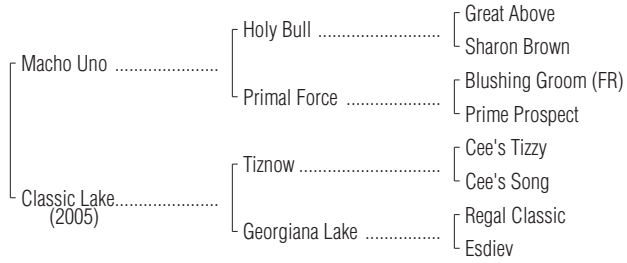 Great Above
Holy Bull ....................
Sharon Brown
Macho Uno ....................
Blushing Groom (FR)
Primal Force ..................
Prime Prospect
Cee's Tizzy
Tiznow ...........................
Cee's Song
Classic Lake....................
(2005)
Regal Classic
Georgiana Lake ..............
Esdiev